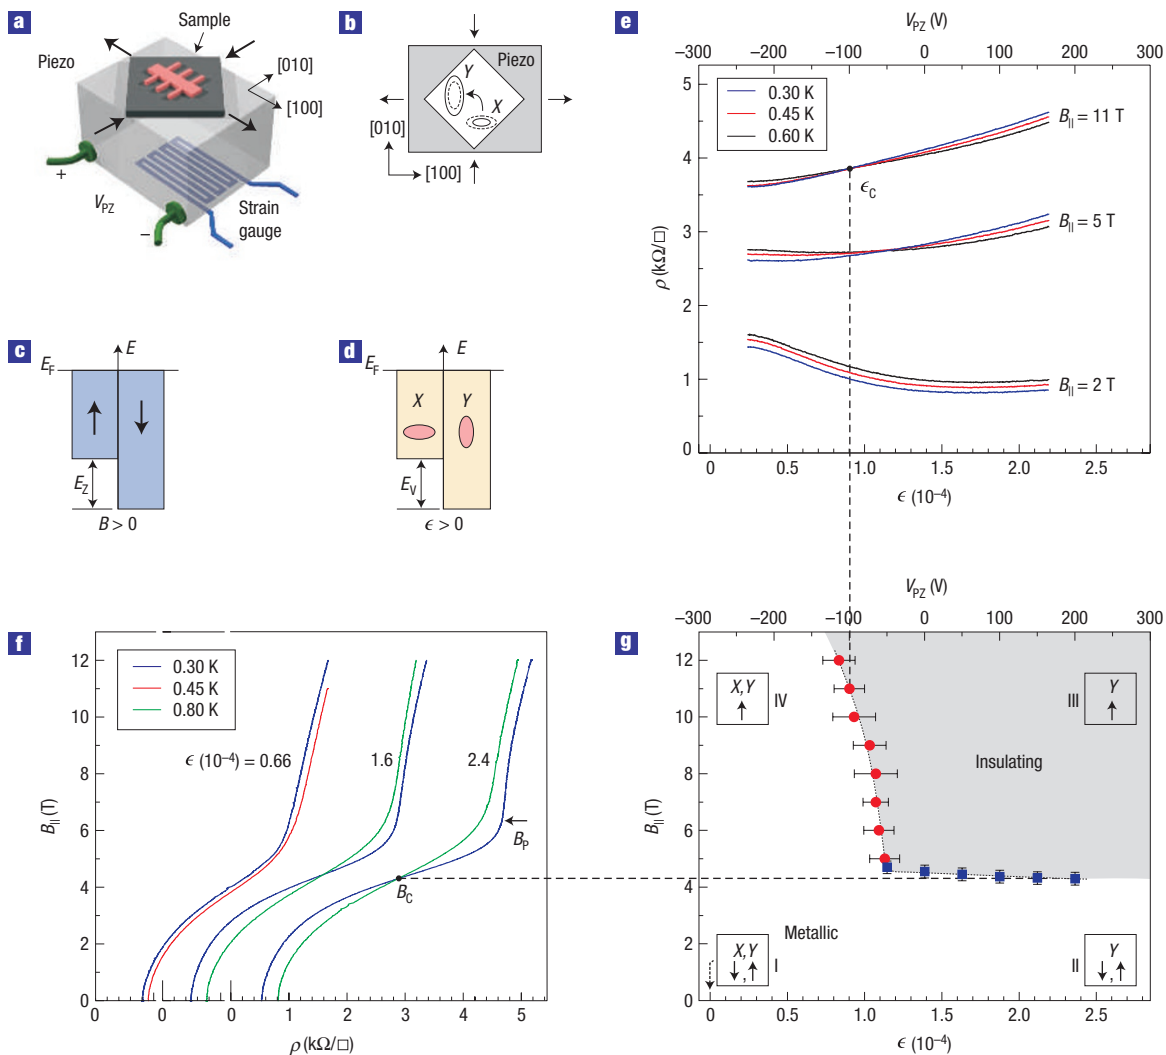 a
Sample
Piezo
[010]
[100]
+
V_PZ
−
Strain
gauge
b
Piezo
Y
X
[010]
[100]
c
E
E_F
E_Z
B > 0
d
E
E_F
X
Y
E_V
ϵ > 0
e
V_PZ (V)
−300 −200 −100 0 100 200 300
0.30 K
0.45 K
0.60 K
B_|| = 11 T
ϵ_C
B_|| = 5 T
B_|| = 2 T
5
4
3
2
1
0
ρ (kΩ/□)
0 0.5 1.0 1.5 2.0 2.5
ϵ (10⁻⁴)
f
0.30 K
0.45 K
0.80 K
ϵ (10⁻⁴) = 0.66
1.6
2.4
B_P
B_C
12
10
8
6
4
2
0
B_|| (T)
0 0 0 1 2 3 4 5
ρ (kΩ/□)
g
V_PZ (V)
−300 −200 −100 0 100 200 300
X,Y
IV
III
Y
Insulating
Metallic
X,Y
,
I
II
Y
,
12
10
8
6
4
2
0
B_|| (T)
0 0.5 1.0 1.5 2.0 2.5
ϵ (10⁻⁴)